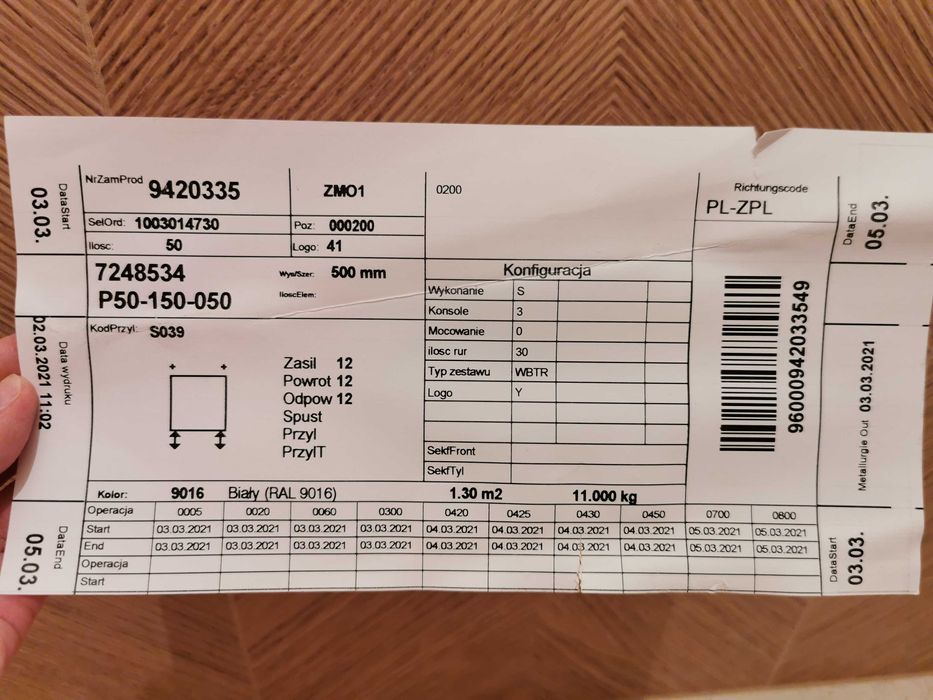 DataStart
03.03.
NrZamProd 9420335
ZMO1
0200
Richtungscode
PL-ZPL
DataEnd
05.03.
SelOrd: 1003014730
Poz: 000200
Ilosc: 50
Logo: 41
7248534
Wys/Szer: 500 mm
P50-150-050
IloscElem:
Konfiguracja
Wykonanie S
Konsole 3
Mocowanie 0
ilosc rur 30
Typ zestawu WBTR
Logo Y
SekfFront
SekfTyl
KodPrzyl: S039
Zasil 12
Powrot 12
Odpow 12
Spust
Przyl
PrzylT
96000942033549
Data wydruku
02.03.2021 11:02
Metallurgie Out 03.03.2021
Kolor: 9016 Biały (RAL 9016) 1.30 m2 11.000 kg
Operacja 0005 0020 0060 0300 0420 0425 0430 0450 0700 0800
Start 03.03.2021 03.03.2021 03.03.2021 03.03.2021 04.03.2021 04.03.2021 04.03.2021 04.03.2021 05.03.2021 05.03.2021
End 03.03.2021 03.03.2021 03.03.2021 03.03.2021 04.03.2021 04.03.2021 04.03.2021 04.03.2021 05.03.2021 05.03.2021
Operacja
Start
DataEnd
05.03.
DataStart
03.03.